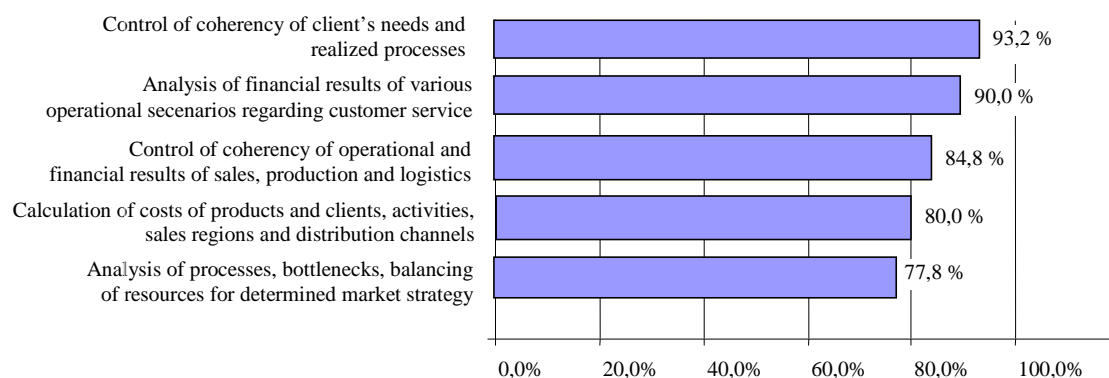 Control of coherency of client’s needs and
realized processes
93,2 %
Analysis of financial results of various
operational secenarios regarding customer service
90,0 %
Control of coherency of operational and
financial results of sales, production and logistics
84,8 %
Calculation of costs of products and clients, activities,
sales regions and distribution channels
80,0 %
Analysis of processes, bottlenecks, balancing
of resources for determined market strategy
77,8 %
0,0% 20,0% 40,0% 60,0% 80,0% 100,0%